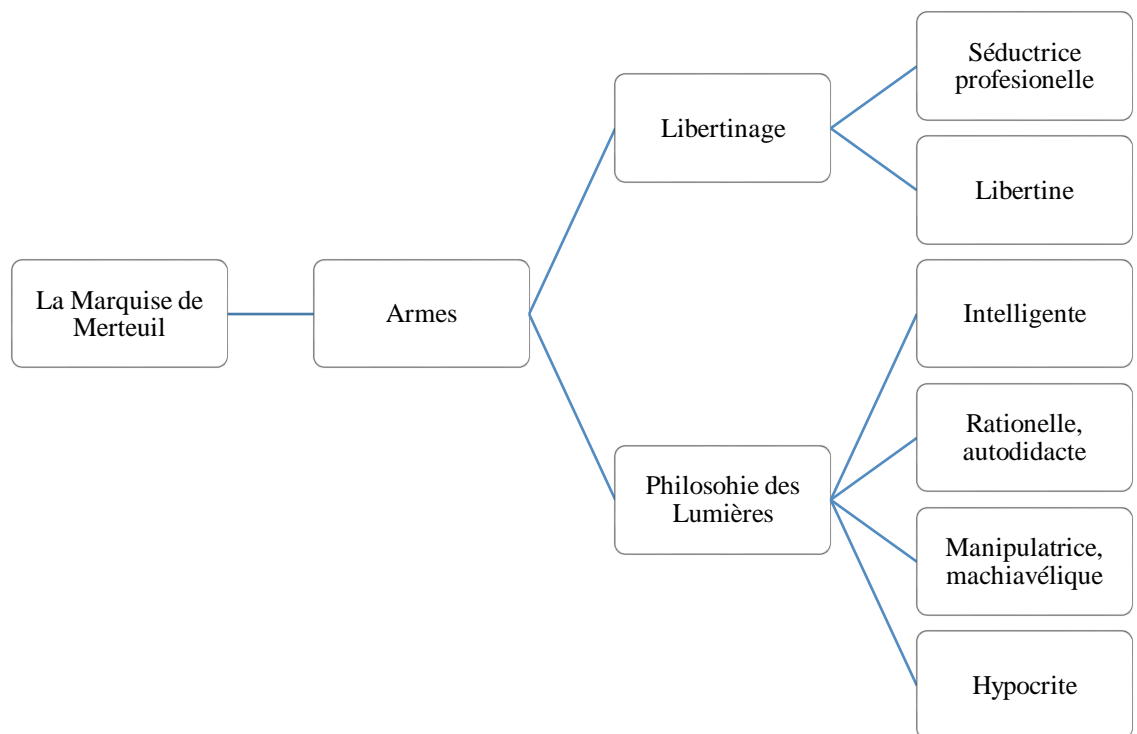 La Marquise de
Merteuil
Armes
Libertinage
Séductrice
profesionelle
Libertine
Philosohie des
Lumières
Intelligente
Rationelle,
autodidacte
Manipulatrice,
machiavélique
Hypocrite